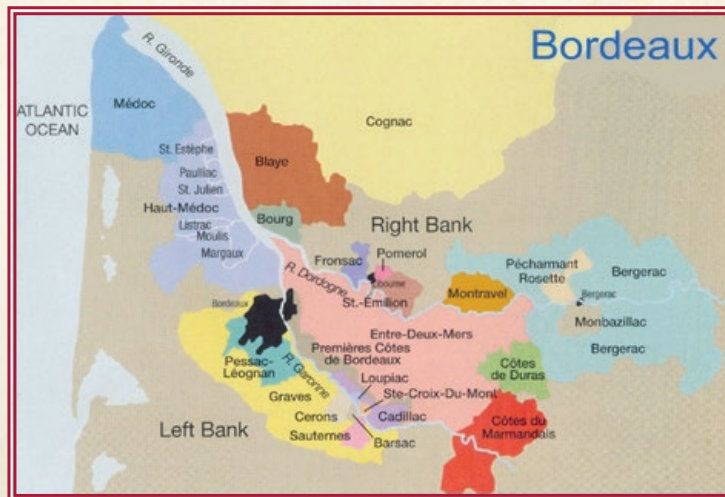 Bordeaux
R. Gironde
ATLANTIC
OCEAN
Médoc
Cognac
St. Estèphe
Blaye
Pauillac
St. Julien
Haut-Médoc
Bourg
Right Bank
Listrac
Moulis
Margaux
Fronsac
Pomerol
R. Dordogne
Libourne
St.-Émilion
Montravel
Pécharmant
Rosette
Bergerac
Bergerac
Monbazillac
Bergerac
Bordeaux
Entre-Deux-Mers
Premières Côtes
de Bordeaux
Pessac-
Léognan
R. Garonne
Côtes
de Duras
Loupiac
Ste-Croix-Du-Mont
Graves
Cerons
Cadillac
Côtes du
Marmandais
Left Bank
Sauternes
Barsac